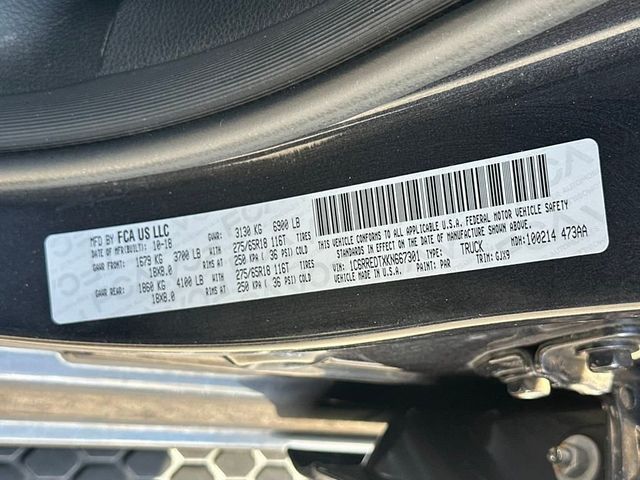 MFD BY FCA US LLC
DATE OF MFR(BUILT): 10-18 GVWR: 3130 KG 6900 LB
GAWR FRONT: 1679 KG 3700 LB WITH 275/65R18 116T TIRES
18X8.0 RIMS AT 250 KPA ( 36 PSI) COLD
GAWR REAR: 1860 KG 4100 LB WITH 275/65R18 116T TIRES
18X8.0 RIMS AT 250 KPA ( 36 PSI) COLD
THIS VEHICLE CONFORMS TO ALL APPLICABLE U.S.A. FEDERAL MOTOR VEHICLE SAFETY
STANDARDS IN EFFECT ON THE DATE OF MANUFACTURE SHOWN ABOVE.
MDH: 100214 473AA
VIN: 1C6RREDTXKN667301 TRUCK
VEHICLE MADE IN U.S.A. PAINT: PAR TRIM: GJX9